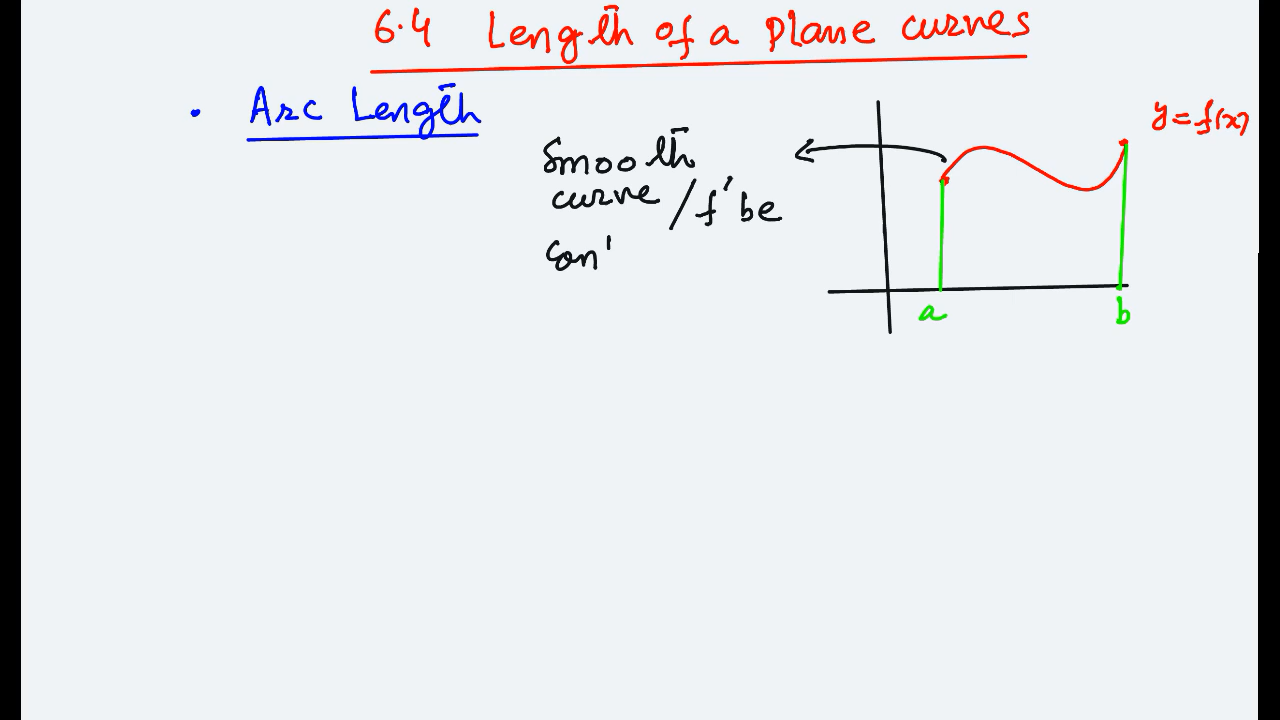 6.4 Length of a plane curves
• Arc Length
y = f(x)
Smooth
curve / f' be
con'
a
b